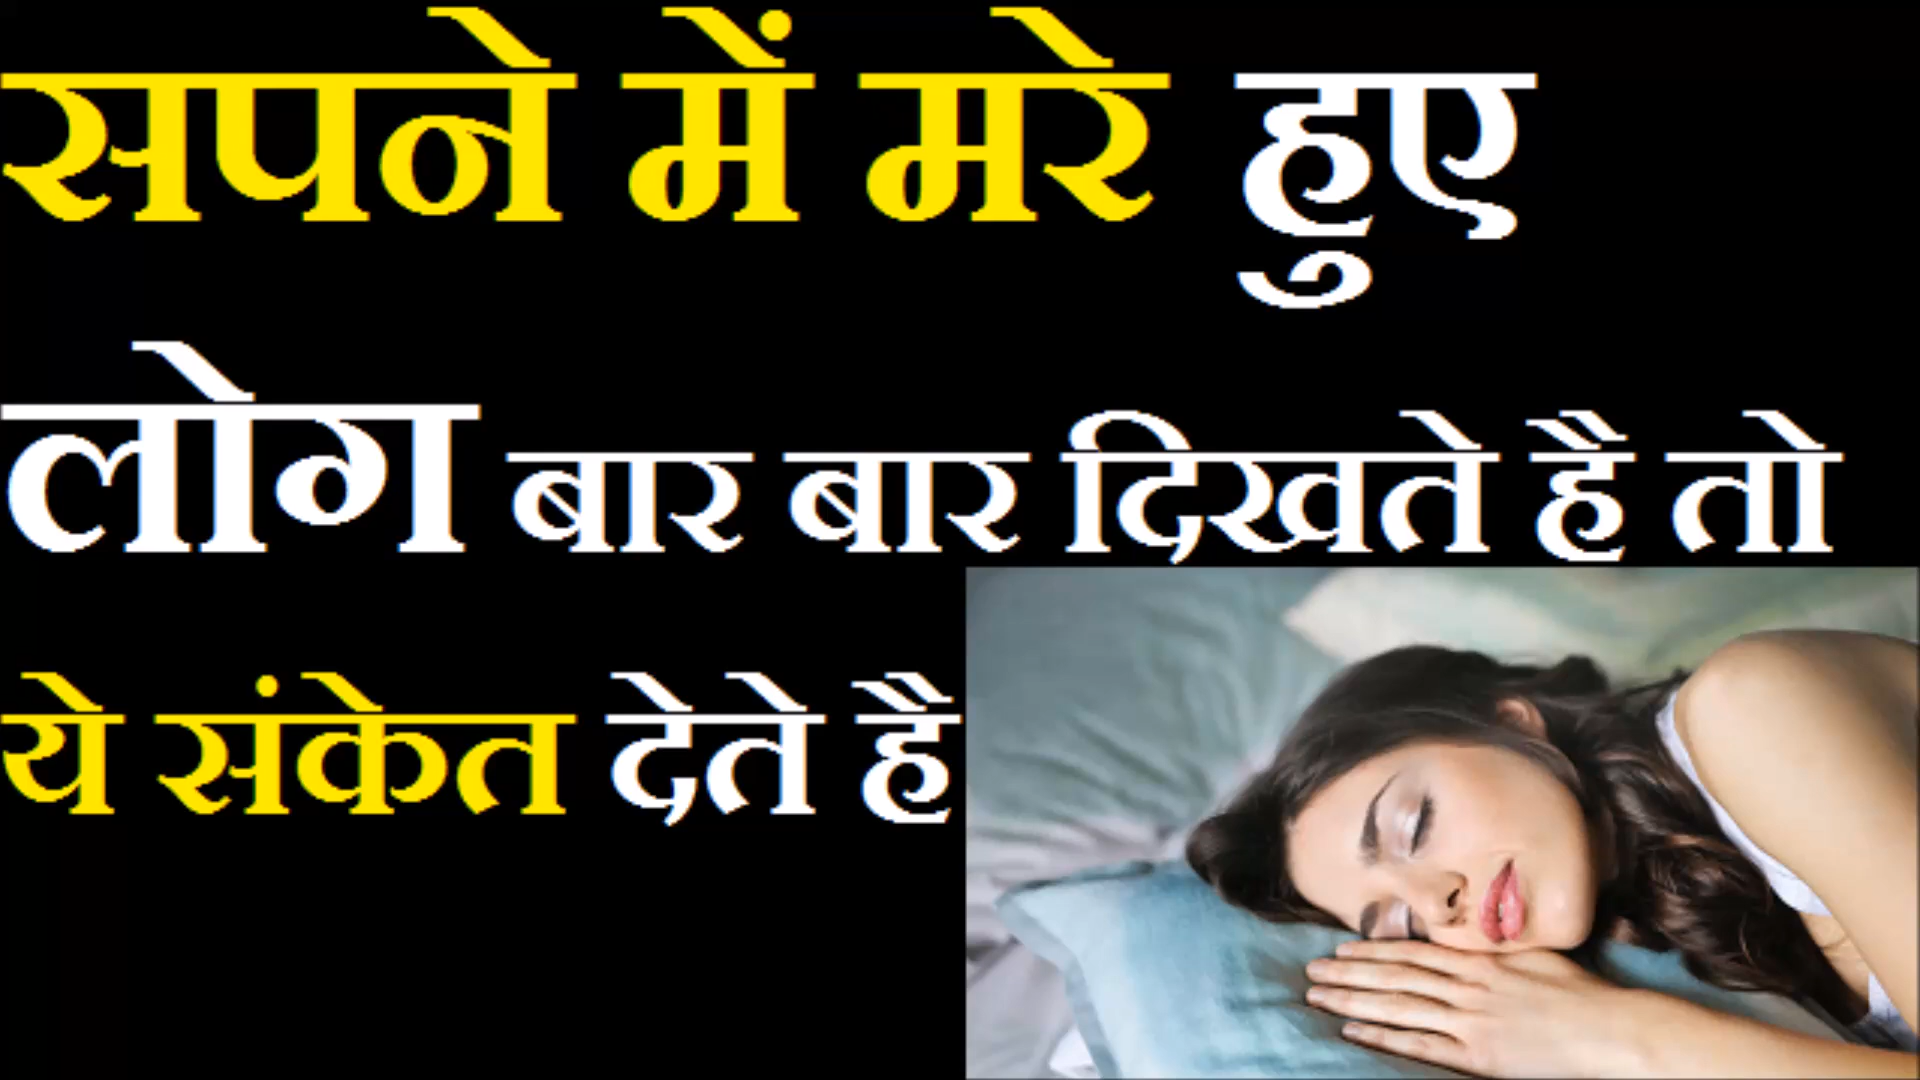 सपने में मरे हुए
लोग बार बार दिखते है तो
ये संकेत देते है